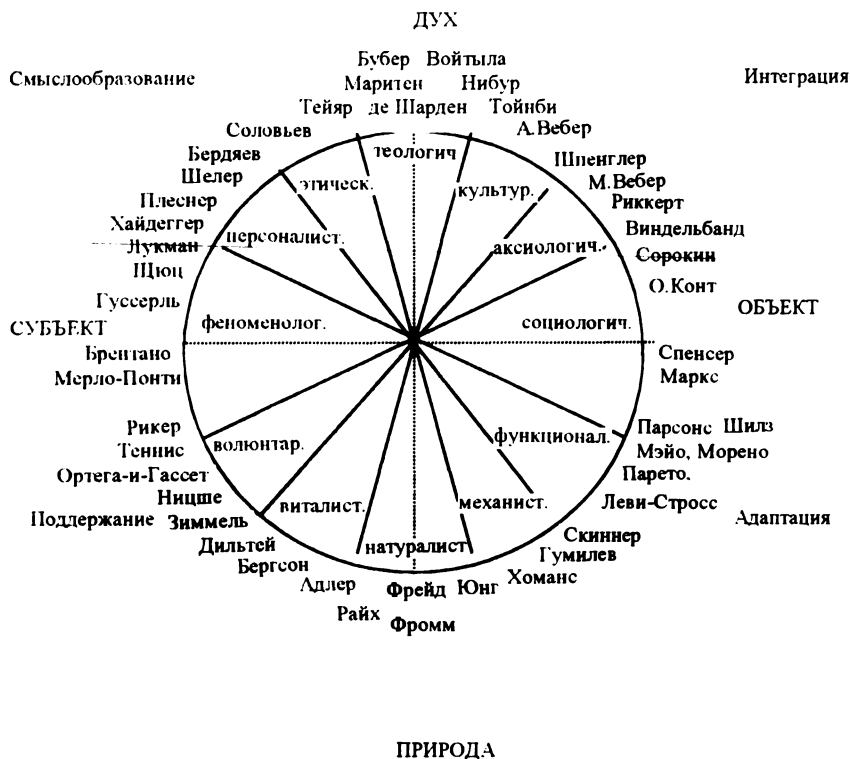 ДУХ
Бубер Войтыла
Смыслообразование
Маритен Нибур
Интеграция
Тейяр де Шарден Тойнби
Соловьев
А.Вебер
теологич
Бердяев
Шпенглер
Шелер
этическ.
культур.
М.Вебер
Плеснер
Риккерт
Хайдеггер
персоналист.
аксиологич.
Виндельбанд
Лукман
Сорокин
Щюц
О.Конт
Гуссерль
феноменолог.
социологич.
ОБЪЕКТ
СУБЪЕКТ
Брентано
Спенсер
Мерло-Понти
Маркс
Рикер
Парсонс Шилз
Теннис
волюнтар.
функционал.
Мэйо, Морено
Ортега-и-Гассет
Парето.
Ницше
виталист.
механист.
Леви-Стросс
Поддержание
Зиммель
Адаптация
Дильтей
натуралист
Скиннер
Бергсон
Гумилев
Адлер
Фрейд Юнг
Хоманс
Райх
Фромм
ПРИРОДА